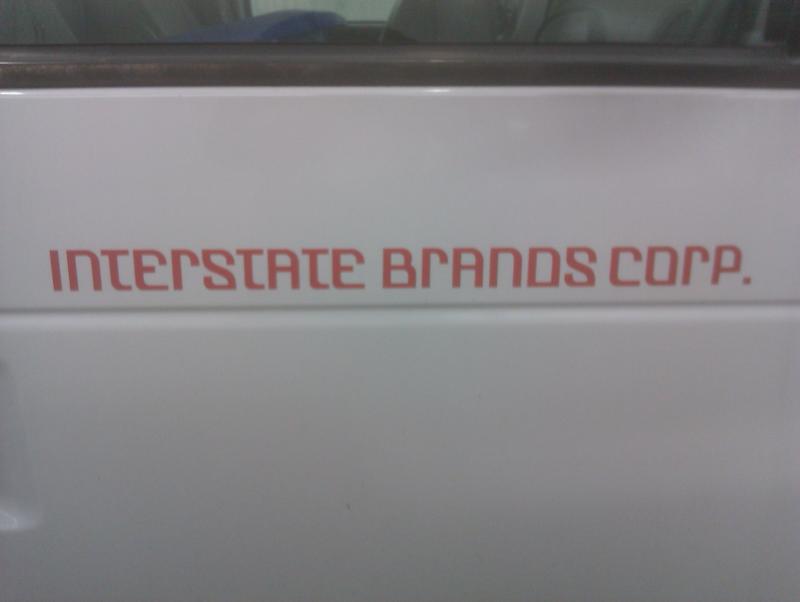 INTERSTATE BRANDS CORP.